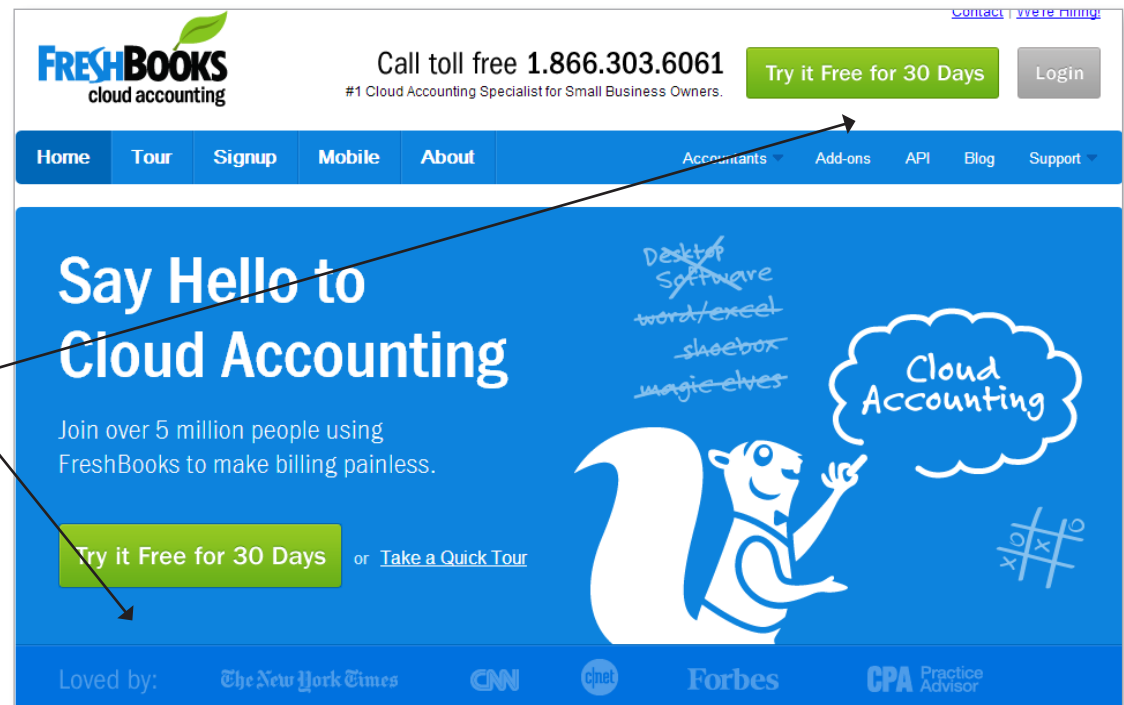 Contact | We're Hiring!
FRESHBOOKS
cloud accounting
Call toll free 1.866.303.6061
#1 Cloud Accounting Specialist for Small Business Owners.
Try it Free for 30 Days
Login
Home Tour Signup Mobile About Accountants Add-ons API Blog Support
Say Hello to
Cloud Accounting
Join over 5 million people using
FreshBooks to make billing painless.
Try it Free for 30 Days or Take a Quick Tour
Desktop
Software
word/excel
shoebox
magic elves
Cloud
Accounting
O
X X
X
Loved by: The New York Times CNN c|net Forbes CPA Practice Advisor